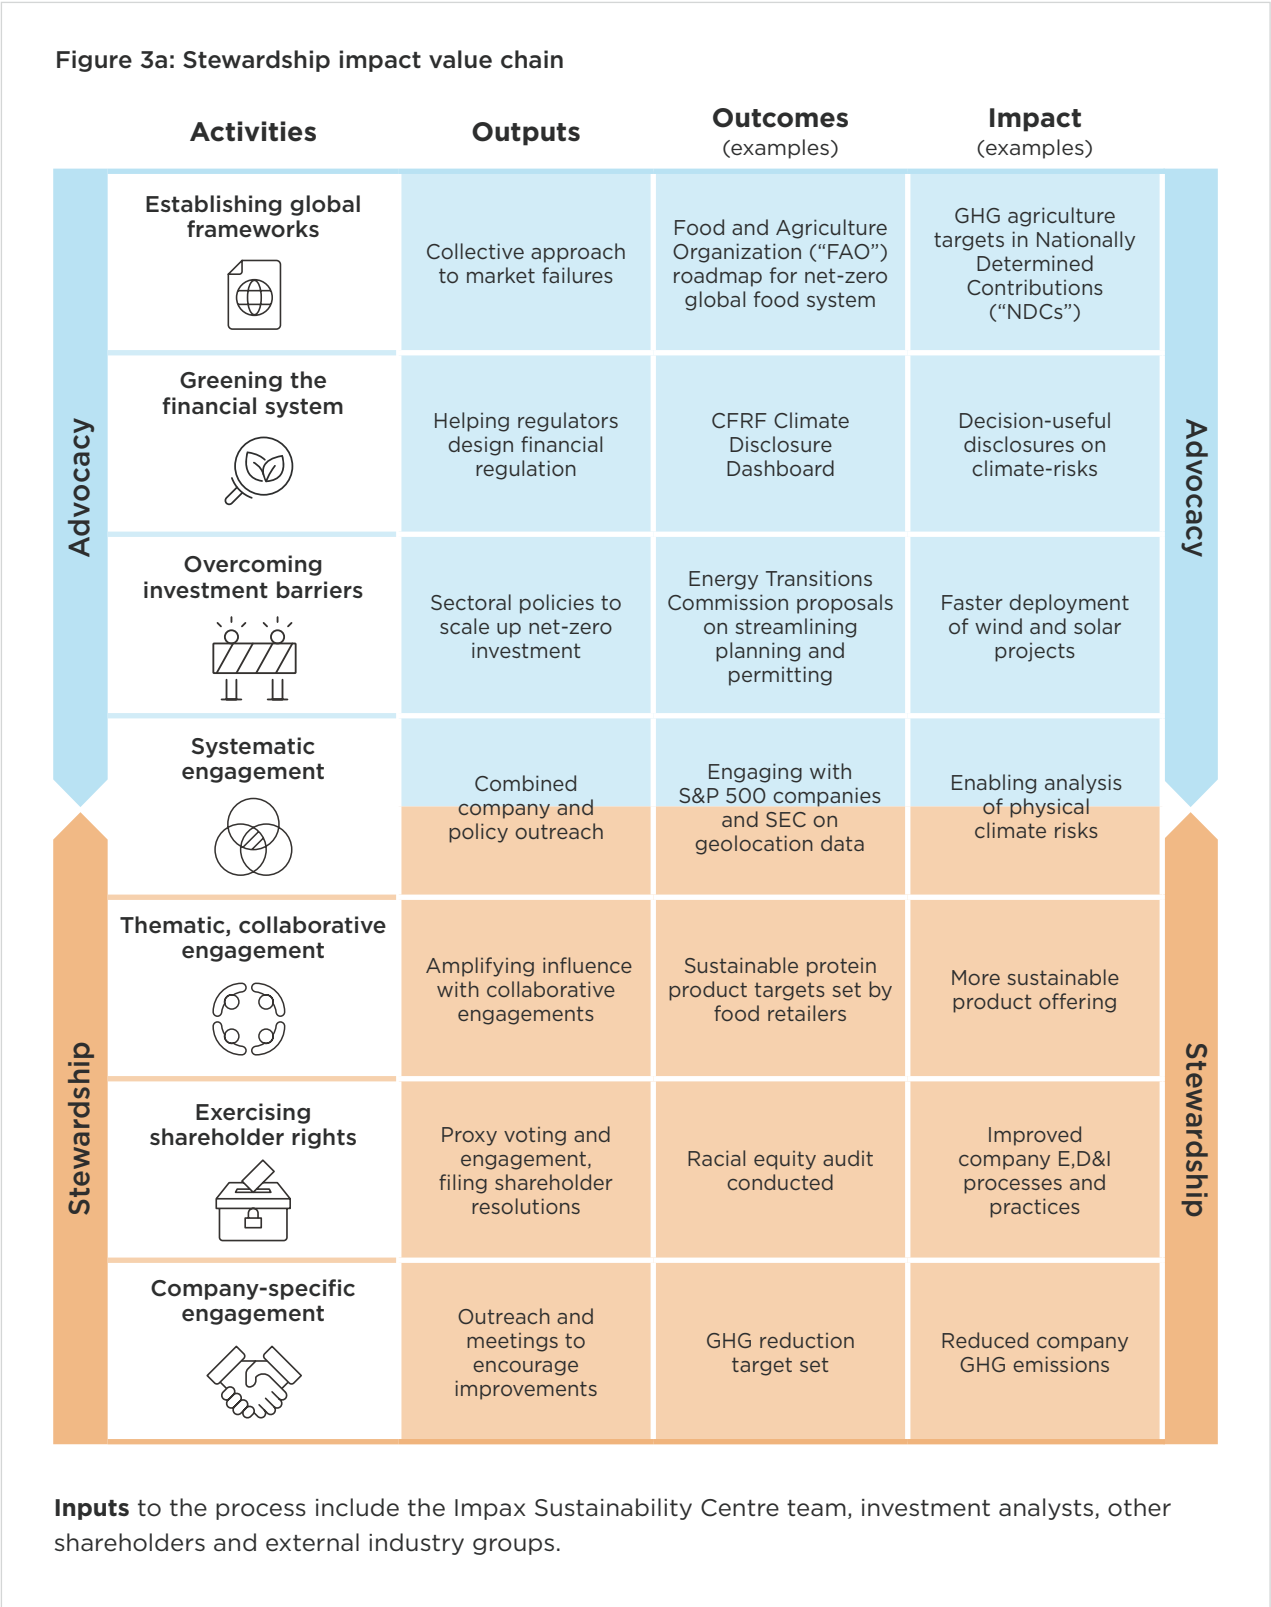 Figure 3a: Stewardship impact value chain
Activities
Outputs
Outcomes
(examples)
Impact
(examples)
Advocacy
Establishing global
frameworks
Collective approach
to market failures
Food and Agriculture
Organization (“FAO”)
roadmap for net-zero
global food system
GHG agriculture
targets in Nationally
Determined
Contributions
(“NDCs”)
Advocacy
Greening the
financial system
Helping regulators
design financial
regulation
CFRF Climate
Disclosure
Dashboard
Decision-useful
disclosures on
climate-risks
Overcoming
investment barriers
Sectoral policies to
scale up net-zero
investment
Energy Transitions
Commission proposals
on streamlining
planning and
permitting
Faster deployment
of wind and solar
projects
Systematic
engagement
Combined
company and
policy outreach
Engaging with
S&P 500 companies
and SEC on
geolocation data
Enabling analysis
of physical
climate risks
Stewardship
Thematic, collaborative
engagement
Amplifying influence
with collaborative
engagements
Sustainable protein
product targets set by
food retailers
More sustainable
product offering
Stewardship
Exercising
shareholder rights
Proxy voting and
engagement,
filing shareholder
resolutions
Racial equity audit
conducted
Improved
company E,D&I
processes and
practices
Company-specific
engagement
Outreach and
meetings to
encourage
improvements
GHG reduction
target set
Reduced company
GHG emissions
Inputs to the process include the Impax Sustainability Centre team, investment analysts, other
shareholders and external industry groups.